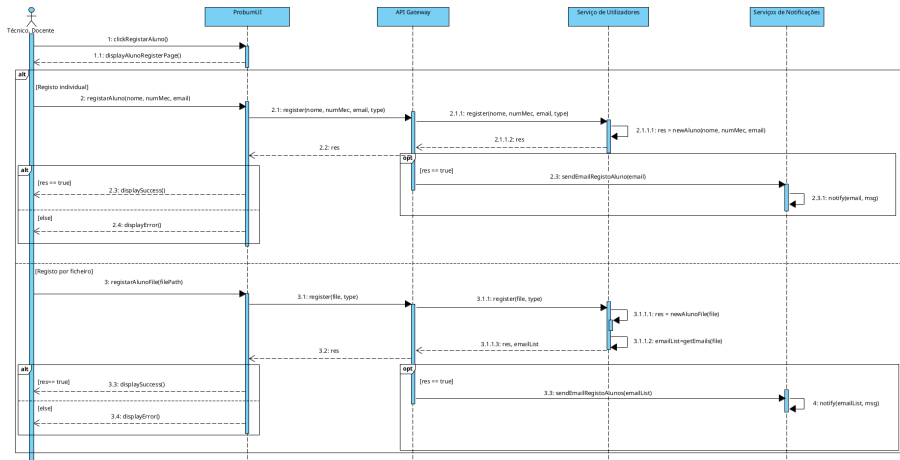 ProbumUI
API Gateway
Serviço de Utilizadores
Serviços de Notificações
Técnico_Docente
1: clickRegistarAluno()
1.1: displayAlunoRegisterPage()
alt
[Registo individual]
2: registarAluno(nome, numMec, email)
2.1: register(nome, numMec, email, type)
2.1.1: register(nome, numMec, email, type)
2.1.1.1: res = newAluno(nome, numMec, email)
2.1.1.2: res
2.2: res
opt
[res == true]
2.3: sendEmailRegistoAluno(email)
2.3.1: notify(email, msg)
alt
[res == true]
2.3: displaySuccess()
[else]
2.4: displayError()
[Registo por ficheiro]
3: registarAlunoFile(filePath)
3.1: register(file, type)
3.1.1: register(file, type)
3.1.1.1: res = newAlunoFile(file)
3.1.1.2: emailList=getEmails(file)
3.1.1.3: res, emailList
3.2: res
alt
[res== true]
3.3: displaySuccess()
[else]
3.4: displayError()
opt
[res == true]
3.3: sendEmailRegistoAlunos(emailList)
4: notify(emailList, msg)